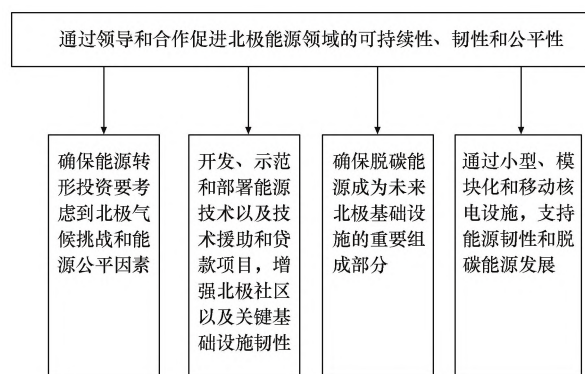 通过领导和合作促进北极能源领域的可持续性、韧性和公平性
确保能源转
形投资要考
虑到北极气
候挑战和能
源公平因素
开发、示范
和部署能源
技术以及技
术援助和贷
款项目，增
强北极社区
以及关键基
础设施韧性
确保脱碳能
源成为未来
北极基础设
施的重要组
成部分
通过小型、模
块化和移动核
电设施，支持
能源韧性和脱
碳能源发展